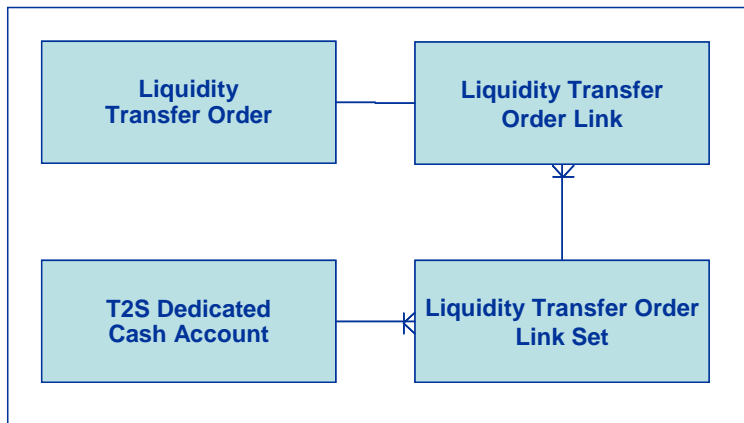 Liquidity
Transfer Order
Liquidity Transfer
Order Link
T2S Dedicated
Cash Account
Liquidity Transfer Order
Link Set